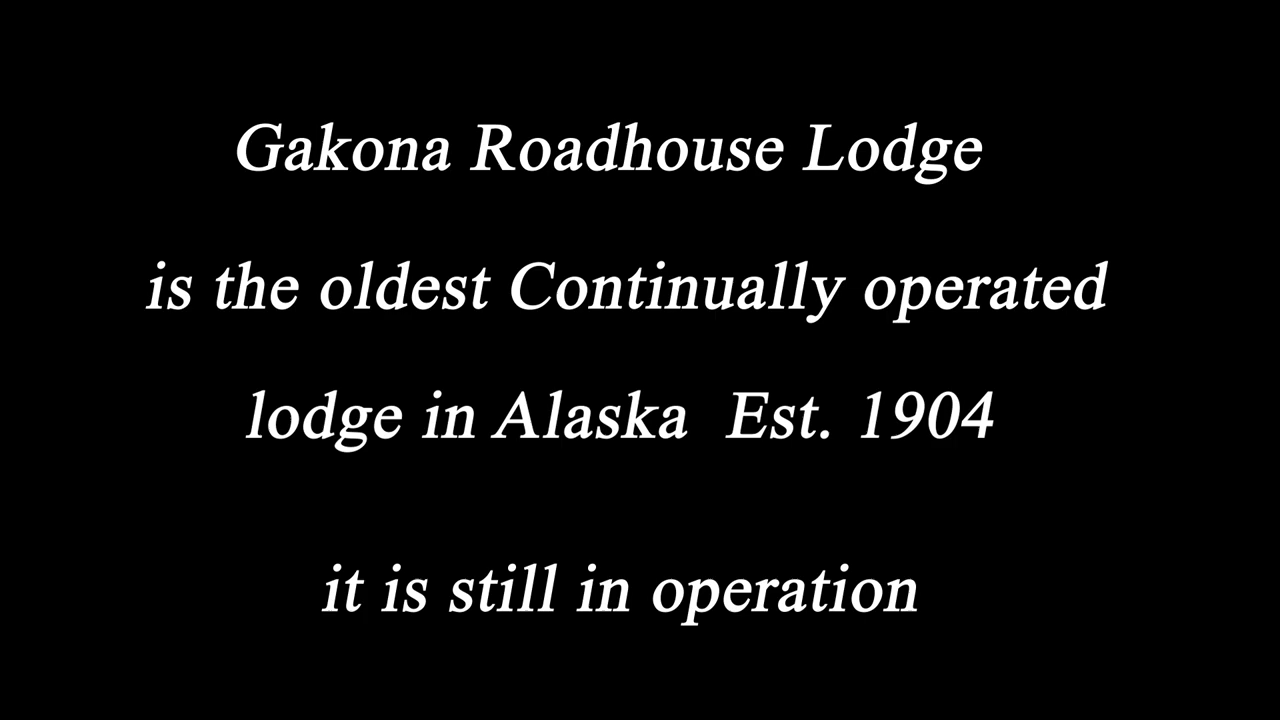 Gakona Roadhouse Lodge
is the oldest Continually operated
lodge in Alaska  Est. 1904
it is still in operation